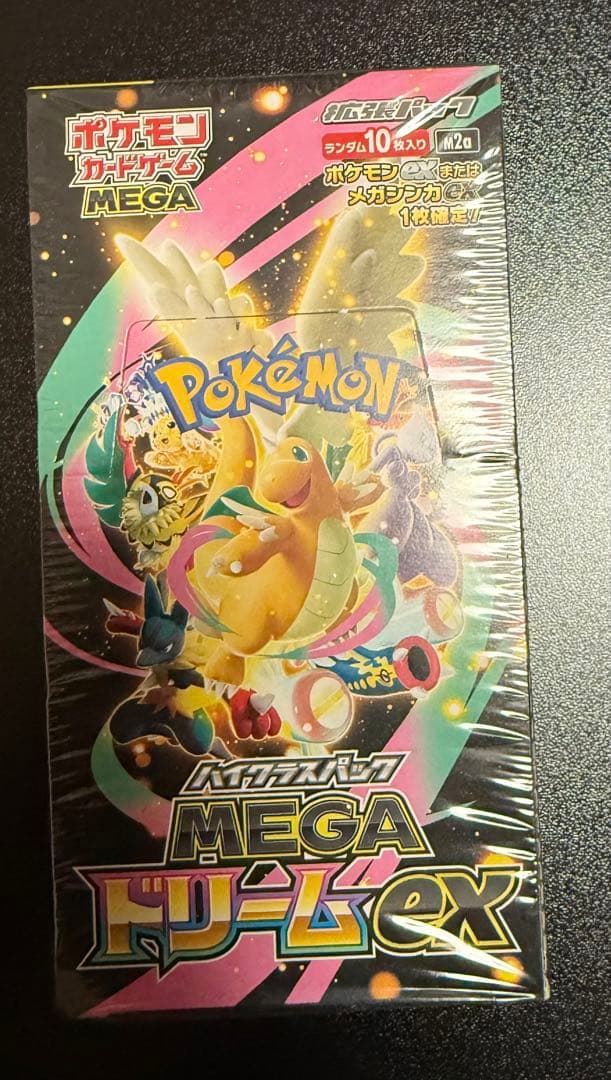 ポケモン
カードゲーム
MEGA
拡張パック
ランダム10枚入り M2a
ポケモンexまたは
メガシンカex
1枚確定!
POKéMON
ハイクラスパック
MEGA
ドリームex